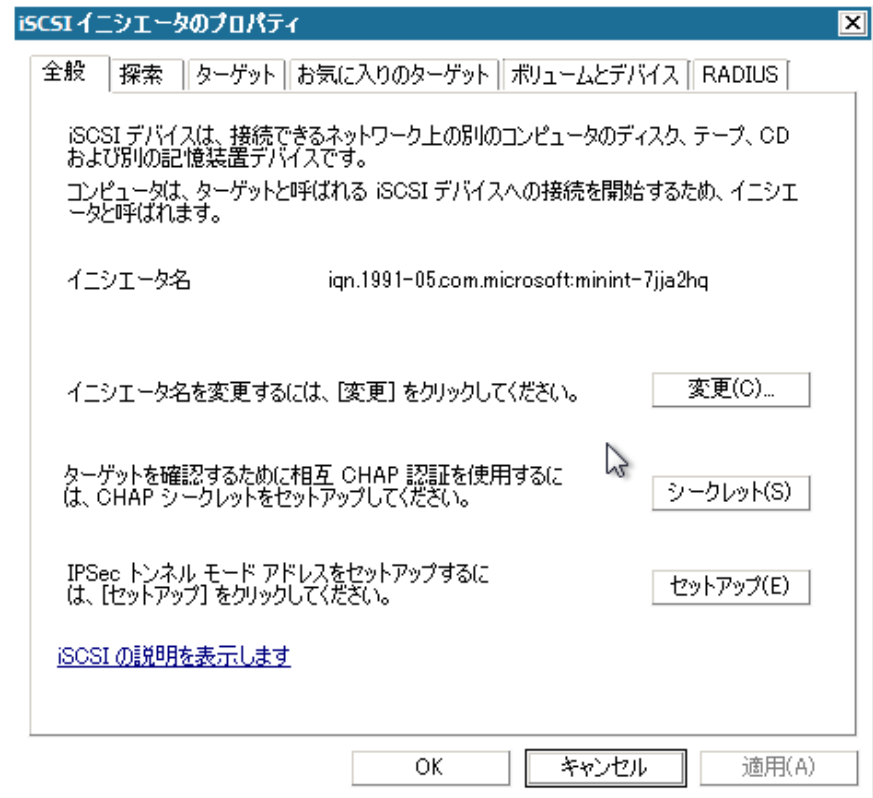 iSCSI イニシエータのプロパティ
全般 探索 ターゲット お気に入りのターゲット ボリュームとデバイス RADIUS
iSCSI デバイスは、接続できるネットワーク上の別のコンピュータのディスク、テープ、CD
および別の記憶装置デバイスです。
コンピュータは、ターゲットと呼ばれる iSCSI デバイスへの接続を開始するため、イニシエ
ータと呼ばれます。
イニシエータ名 iqn.1991-05.com.microsoft:minint-7jja2hq
イニシエータ名を変更するには、[変更] をクリックしてください。 変更(C)...
ターゲットを確認するために相互 CHAP 認証を使用するに
は、CHAP シークレットをセットアップしてください。
シークレット(S)
IPSec トンネル モード アドレスをセットアップするに
は、[セットアップ] をクリックしてください。
セットアップ(E)
iSCSI の説明を表示します
OK キャンセル 適用(A)